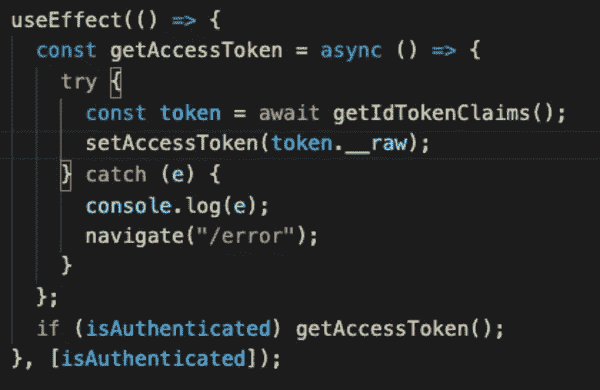 useEffect(() => {
  const getAccessToken = async () => {
    try {
      const token = await getIdTokenClaims();
      setAccessToken(token.__raw);
    } catch (e) {
      console.log(e);
      navigate("/error");
    }
  };
  if (isAuthenticated) getAccessToken();
}, [isAuthenticated]);